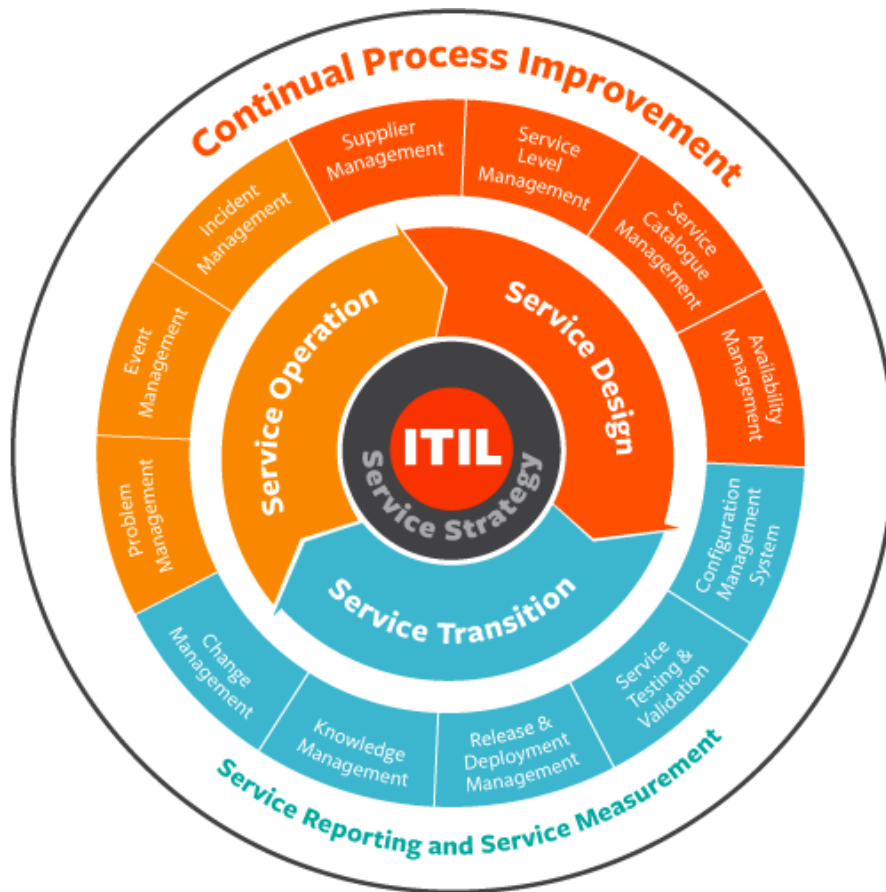 Continual Process Improvement
Supplier
Management
Service
Level
Management
Service
Catalogue
Management
Availability
Management
Configuration
Management
System
Service
Testing &
Validation
Release &
Deployment
Management
Knowledge
Management
Change
Management
Problem
Management
Event
Management
Incident
Management
Service Design
Service Transition
Service Operation
ITIL
Service Strategy
Service Reporting and Service Measurement